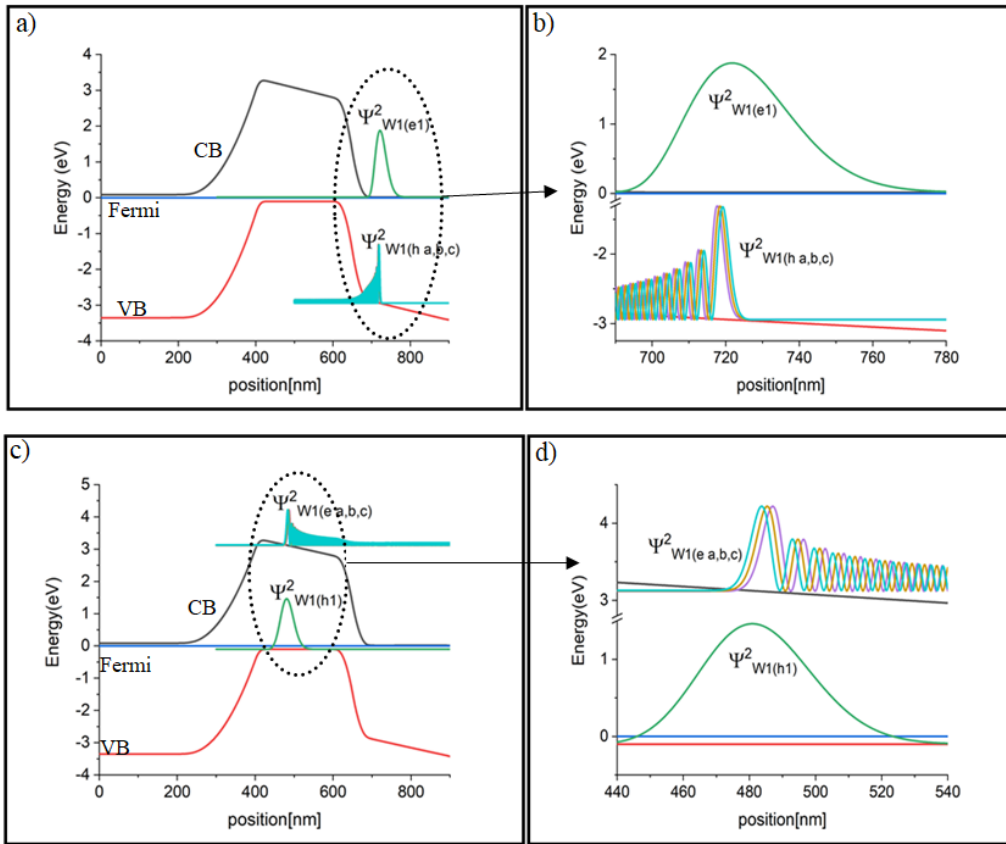 a)
Energy (eV)
4
3
2
1
0
-1
-2
-3
-4
CB
Fermi
VB
Ψ²W1(e1)
Ψ²W1(h a,b,c)
0 200 400 600 800
position[nm]
b)
Energy (eV)
2
1
0
-2
-3
Ψ²W1(e1)
Ψ²W1(h a,b,c)
700 720 740 760 780
position[nm]
c)
Energy(eV)
5
4
3
2
1
0
-1
-2
-3
-4
Ψ²W1(e a,b,c)
CB
Ψ²W1(h1)
Fermi
VB
0 200 400 600 800
position[nm]
d)
Energy(eV)
4
3
1
0
Ψ²W1(e a,b,c)
Ψ²W1(h1)
440 460 480 500 520 540
position[nm]